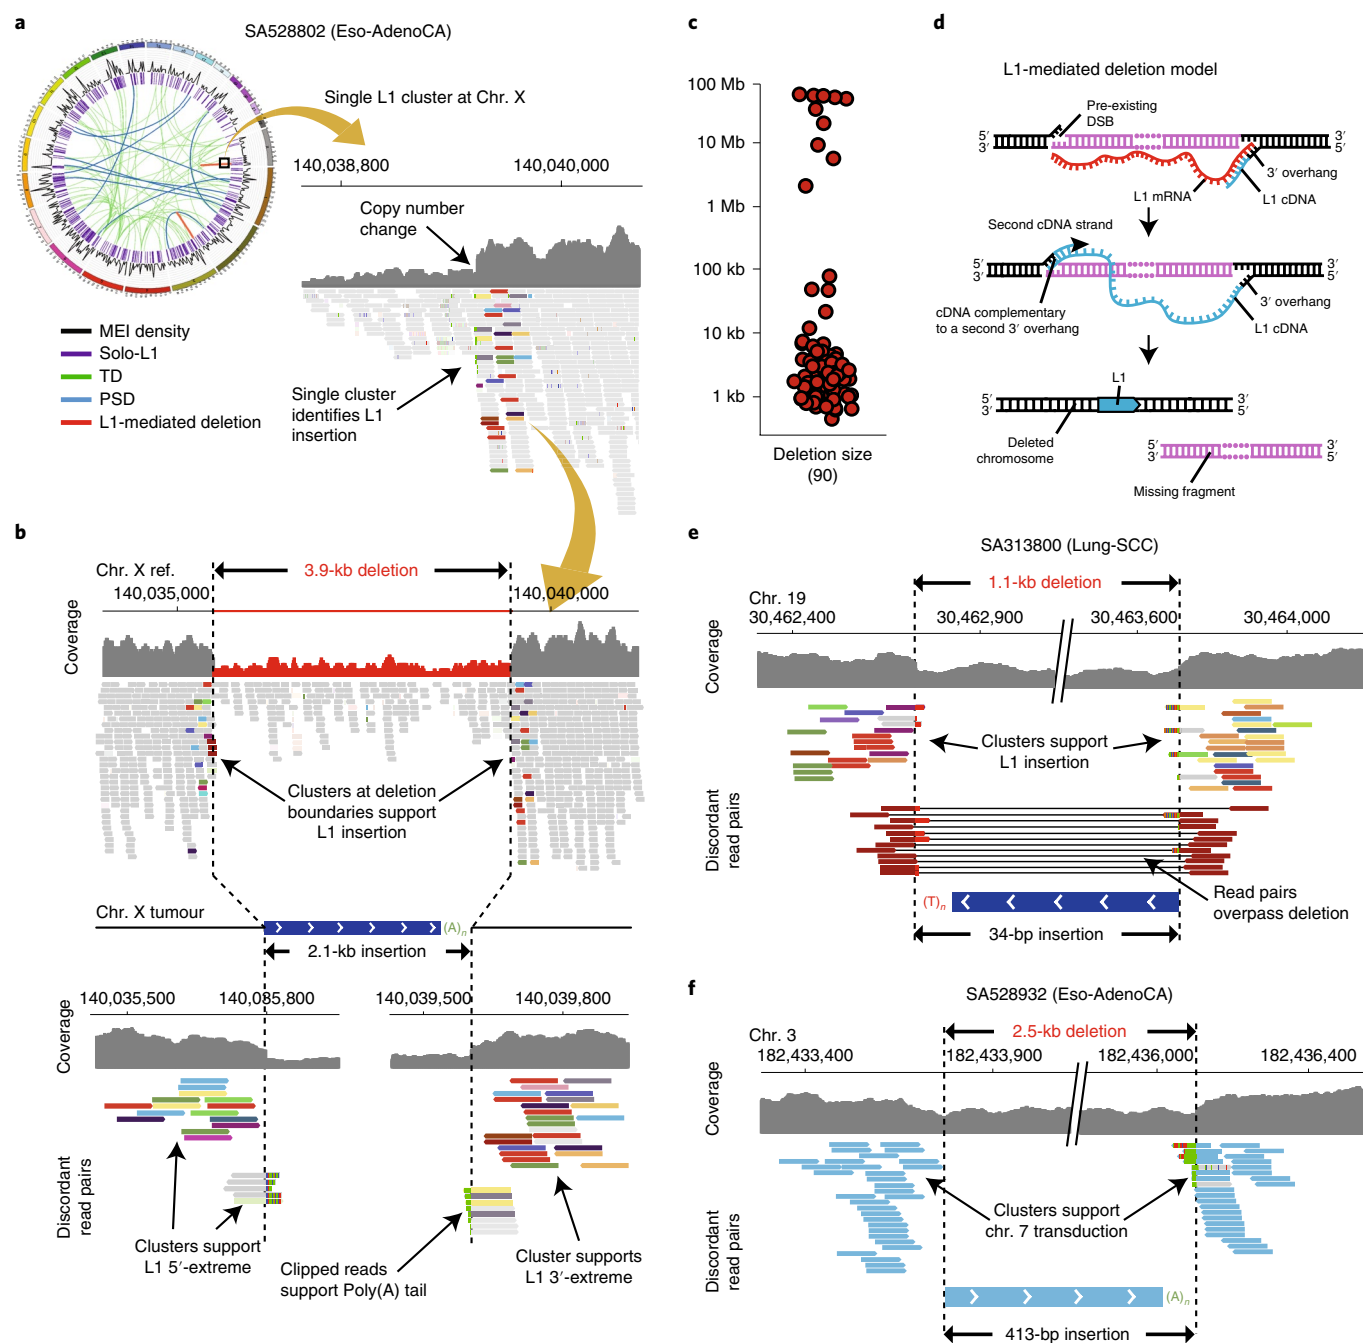 a
SA528802 (Eso-AdenoCA)
Single L1 cluster at Chr. X
140,038,800
140,040,000
Copy number
change
MEI density
Solo-L1
TD
PSD
L1-mediated deletion
Single cluster
identifies L1
insertion
c
100 Mb
10 Mb
1 Mb
100 kb
10 kb
1 kb
Deletion size
(90)
d
L1-mediated deletion model
Pre-existing
DSB
5′
3′
3′
5′
3′ overhang
L1 mRNA
L1 cDNA
Second cDNA strand
5′
3′
3′
5′
3′ overhang
cDNA complementary
to a second 3′ overhang
L1 cDNA
L1
5′
3′
3′
5′
Deleted
chromosome
5′
3′
3′
5′
Missing fragment
b
Chr. X ref.
3.9-kb deletion
140,035,000
140,040,000
Coverage
Clusters at deletion
boundaries support
L1 insertion
Chr. X tumour
(A)n
2.1-kb insertion
140,035,500
140,085,800
140,039,500
140,039,800
Coverage
Discordant
read pairs
Clusters support
L1 5′-extreme
Clipped reads
support Poly(A) tail
Cluster supports
L1 3′-extreme
e
SA313800 (Lung-SCC)
1.1-kb deletion
Chr. 19
30,462,400
30,462,900
30,463,600
30,464,000
Coverage
Clusters support
L1 insertion
Discordant
read pairs
Read pairs
overpass deletion
(T)n
34-bp insertion
f
SA528932 (Eso-AdenoCA)
2.5-kb deletion
Chr. 3
182,433,400
182,433,900
182,436,000
182,436,400
Coverage
Clusters support
chr. 7 transduction
Discordant
read pairs
(A)n
413-bp insertion